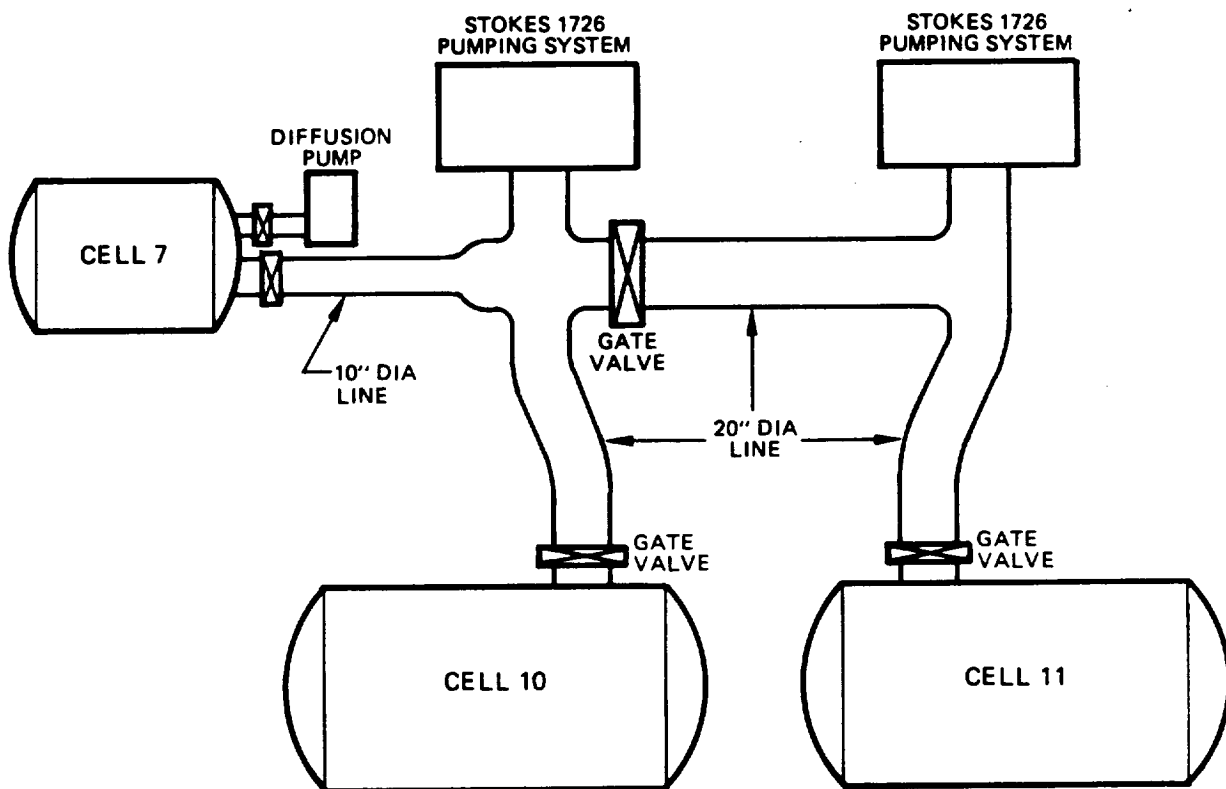 STOKES 1726
PUMPING SYSTEM
STOKES 1726
PUMPING SYSTEM
DIFFUSION
PUMP
CELL 7
GATE
VALVE
10" DIA
LINE
20" DIA
LINE
GATE
VALVE
GATE
VALVE
CELL 10
CELL 11